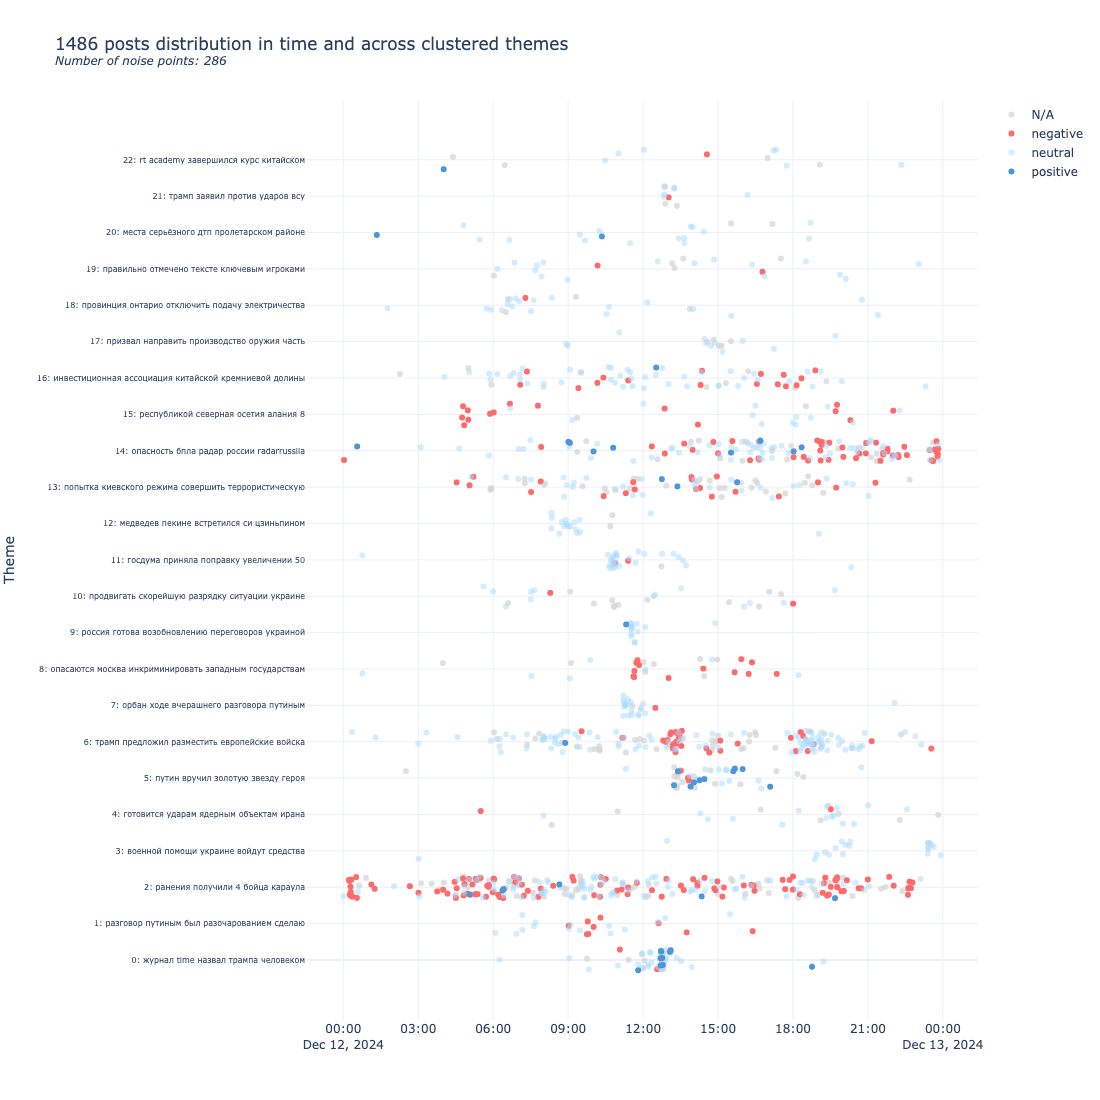 1486 posts distribution in time and across clustered themes
Number of noise points: 286
N/A
negative
neutral
positive
22: rt academy завершился курс китайском
21: трамп заявил против ударов всу
20: места серьёзного дтп пролетарском районе
19: правильно отмечено тексте ключевым игроками
18: провинция онтарио отключить подачу электричества
17: призвал направить производство оружия часть
16: инвестиционная ассоциация китайской кремниевой долины
15: республикой северная осетия алания 8
14: опасность бпла радар россии radarrussiia
13: попытка киевского режима совершить террористическую
12: медведев пекине встретился си цзиньпином
11: госдума приняла поправку увеличении 50
10: продвигать скорейшую разрядку ситуации украине
9: россия готова возобновлению переговоров украиной
8: опасаются москва инкриминировать западным государствам
7: орбан ходе вчерашнего разговора путиным
6: трамп предложил разместить европейские войска
5: путин вручил золотую звезду героя
4: готовится ударам ядерным объектам ирана
3: военной помощи украине войдут средства
2: ранения получили 4 бойца караула
1: разговор путиным был разочарованием сделаю
0: журнал time назвал трампа человеком
Theme
00:00 03:00 06:00 09:00 12:00 15:00 18:00 21:00 00:00
Dec 12, 2024 Dec 13, 2024